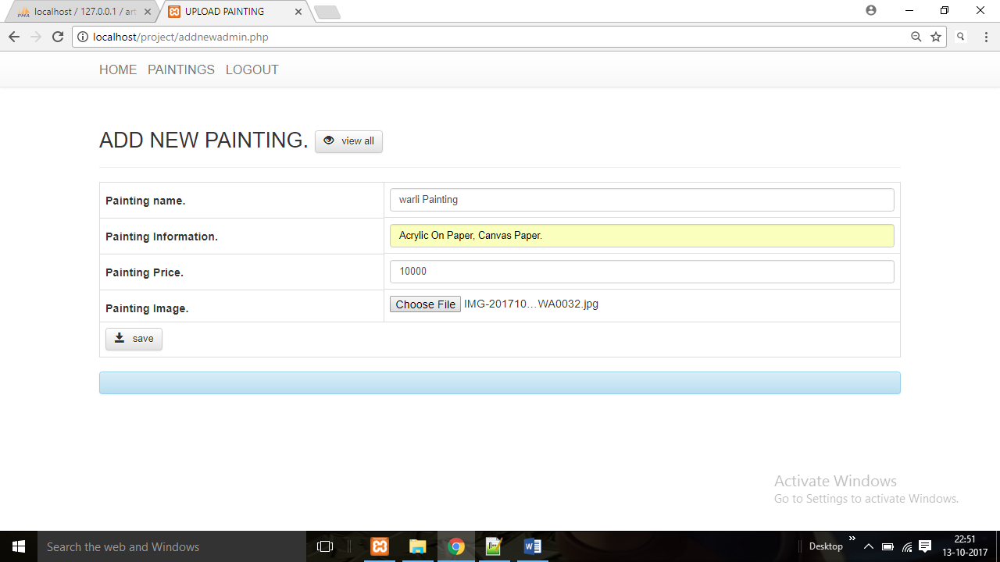 localhost / 127.0.0.1 / art
UPLOAD PAINTING
localhost/project/addnewadmin.php
HOME PAINTINGS LOGOUT
ADD NEW PAINTING. view all
Painting name. warli Painting
Painting Information. Acrylic On Paper, Canvas Paper.
Painting Price. 10000
Painting Image. Choose File IMG-201710...WA0032.jpg
save
Activate Windows
Go to Settings to activate Windows.
Search the web and Windows
Desktop
22:51
13-10-2017